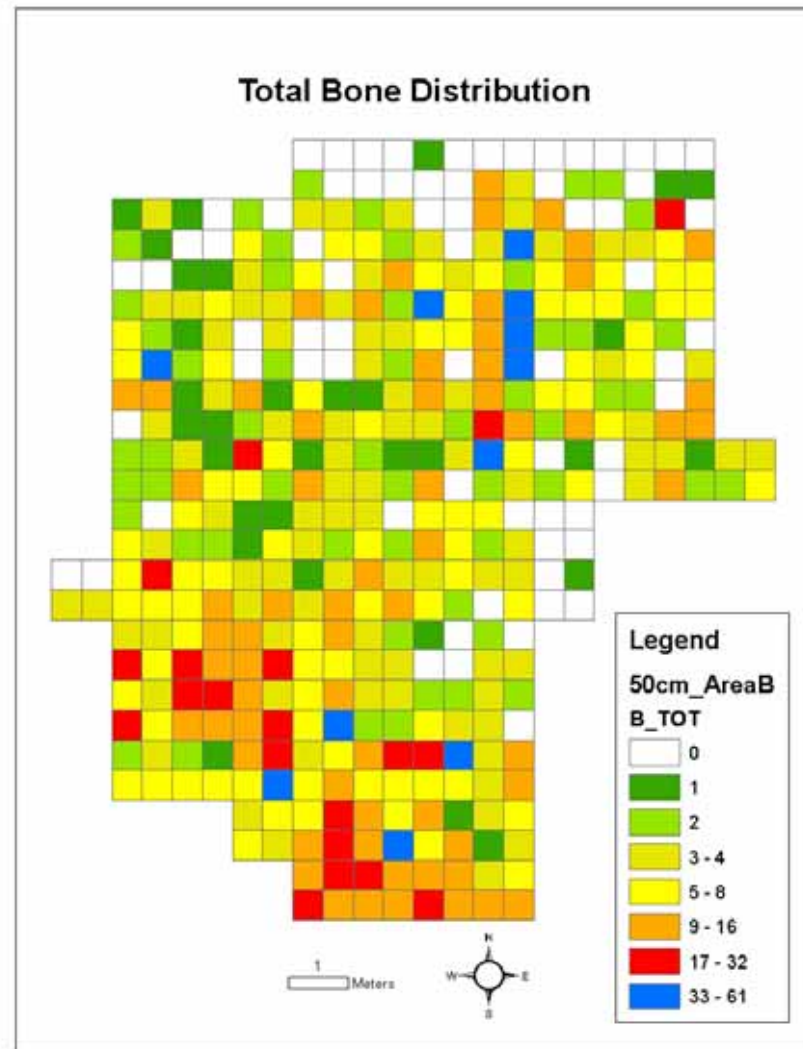 Total Bone Distribution
1
Meters
N
W
E
S
Legend
50cm_AreaB
B_TOT
0
1
2
3 - 4
5 - 8
9 - 16
17 - 32
33 - 61